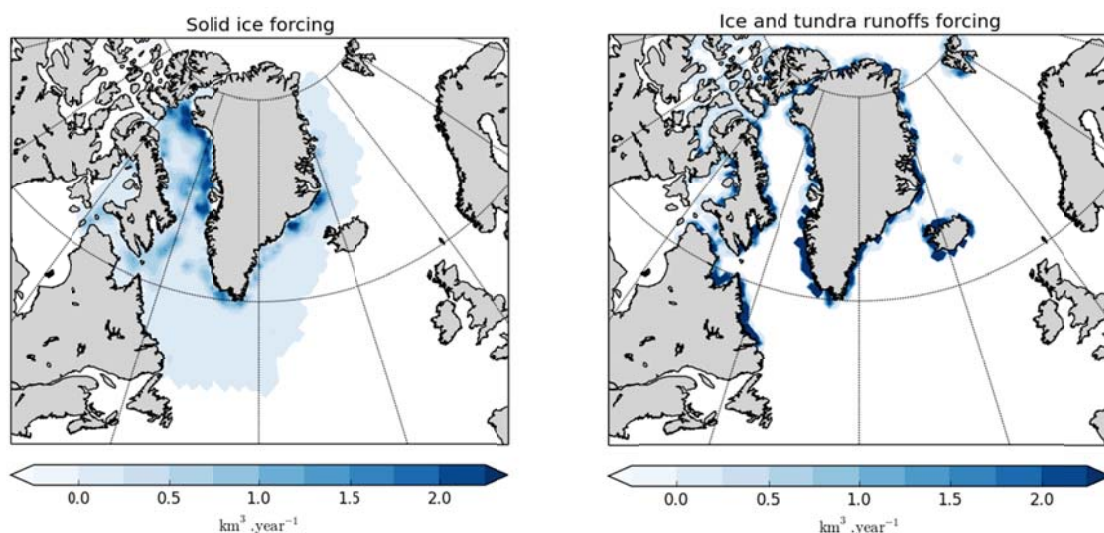 Solid ice forcing
0.0 0.5 1.0 1.5 2.0
km³ .year⁻¹
Ice and tundra runoffs forcing
0.0 0.5 1.0 1.5 2.0
km³ .year⁻¹